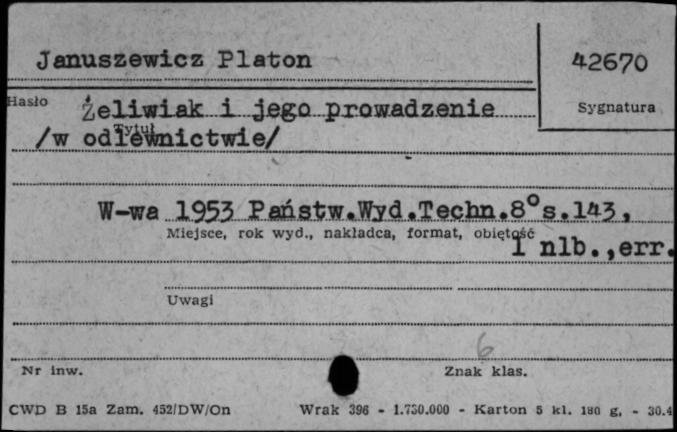 Januszewicz Platon
42670
Hasło
Żeliwiak i jego prowadzenie
Sygnatura
Tytuł
/w odlewnictwie/
W-wa 1953 Państw.Wyd.Techn.8° s.143,
Miejsce, rok wyd., nakładca, format, objętość
1 nlb.,err.
Uwagi
6
Nr inw.
Znak klas.
CWD B 15a Zam. 452/DW/On Wrak 396 - 1.730.000 - Karton 5 kl. 180 g. - 30.4